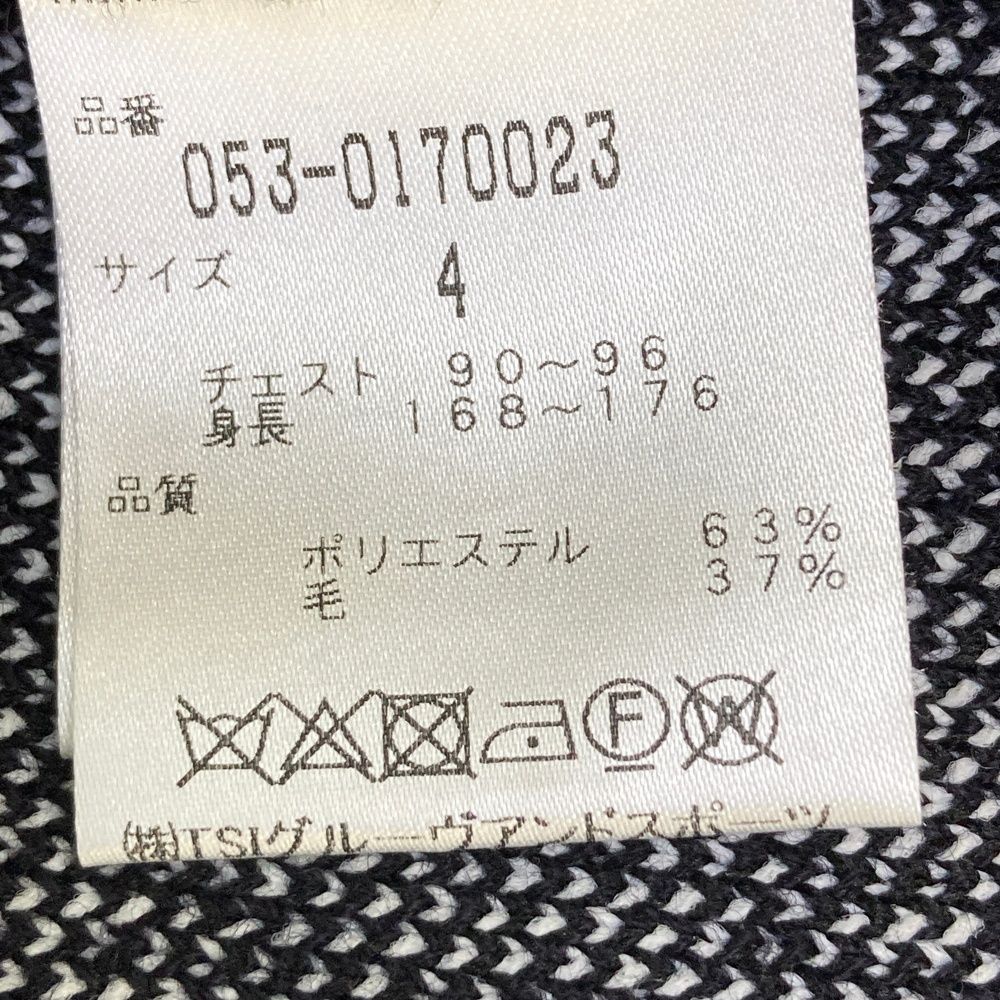 品番
053-0170023
サイズ 4
チェスト 90～96
身長 168～176
品質
ポリエステル 63%
毛 37%
F
W
㈱TSIグルーヴアンドスポーツ